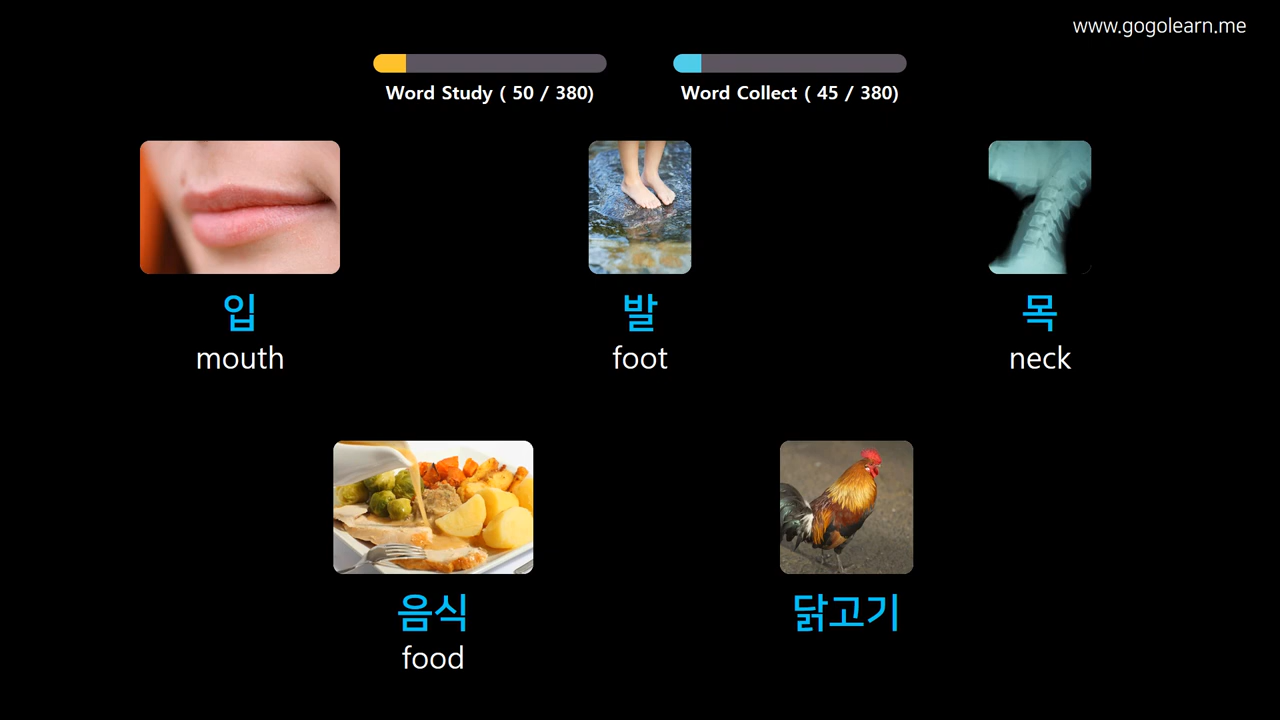 www.gogolearn.me
Word Study ( 50 / 380)
Word Collect ( 45 / 380)
입
mouth
발
foot
목
neck
음식
food
닭고기